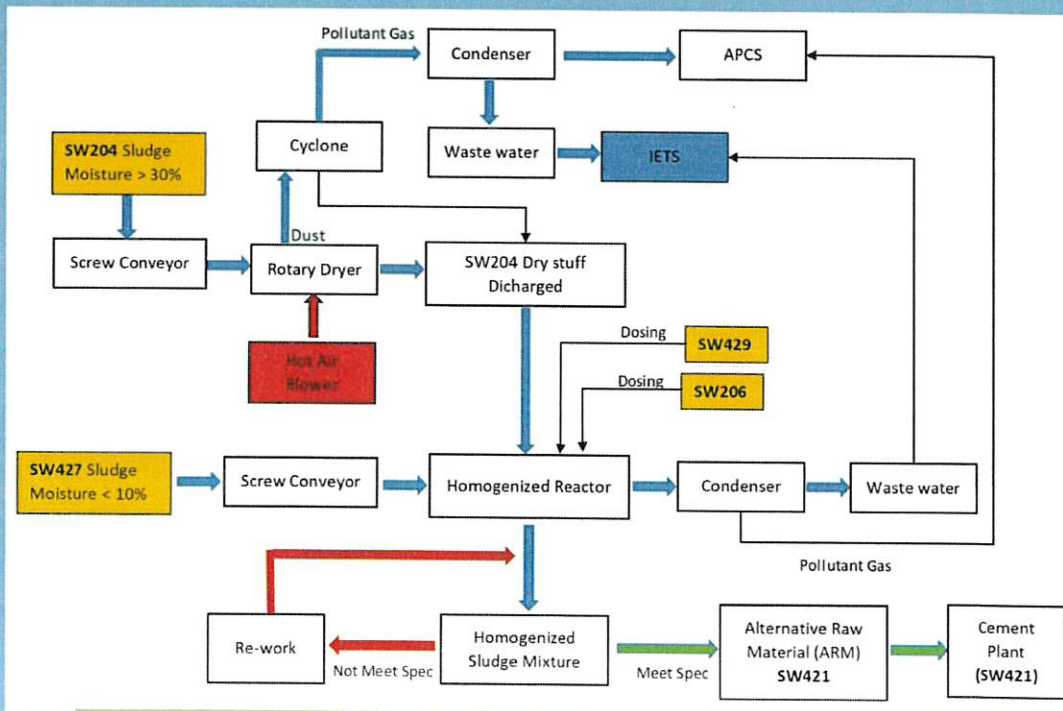 Pollutant Gas
Condenser
APCS
Cyclone
Waste water
IETS
SW204 Sludge
Moisture > 30%
Dust
Screw Conveyor
Rotary Dryer
SW204 Dry stuff
Dicharged
Hot Air
Blower
Dosing
SW429
Dosing
SW206
SW427 Sludge
Moisture < 10%
Screw Conveyor
Homogenized Reactor
Condenser
Waste water
Pollutant Gas
Re-work
Not Meet Spec
Homogenized
Sludge Mixture
Meet Spec
Alternative Raw
Material (ARM)
SW421
Cement
Plant
(SW421)